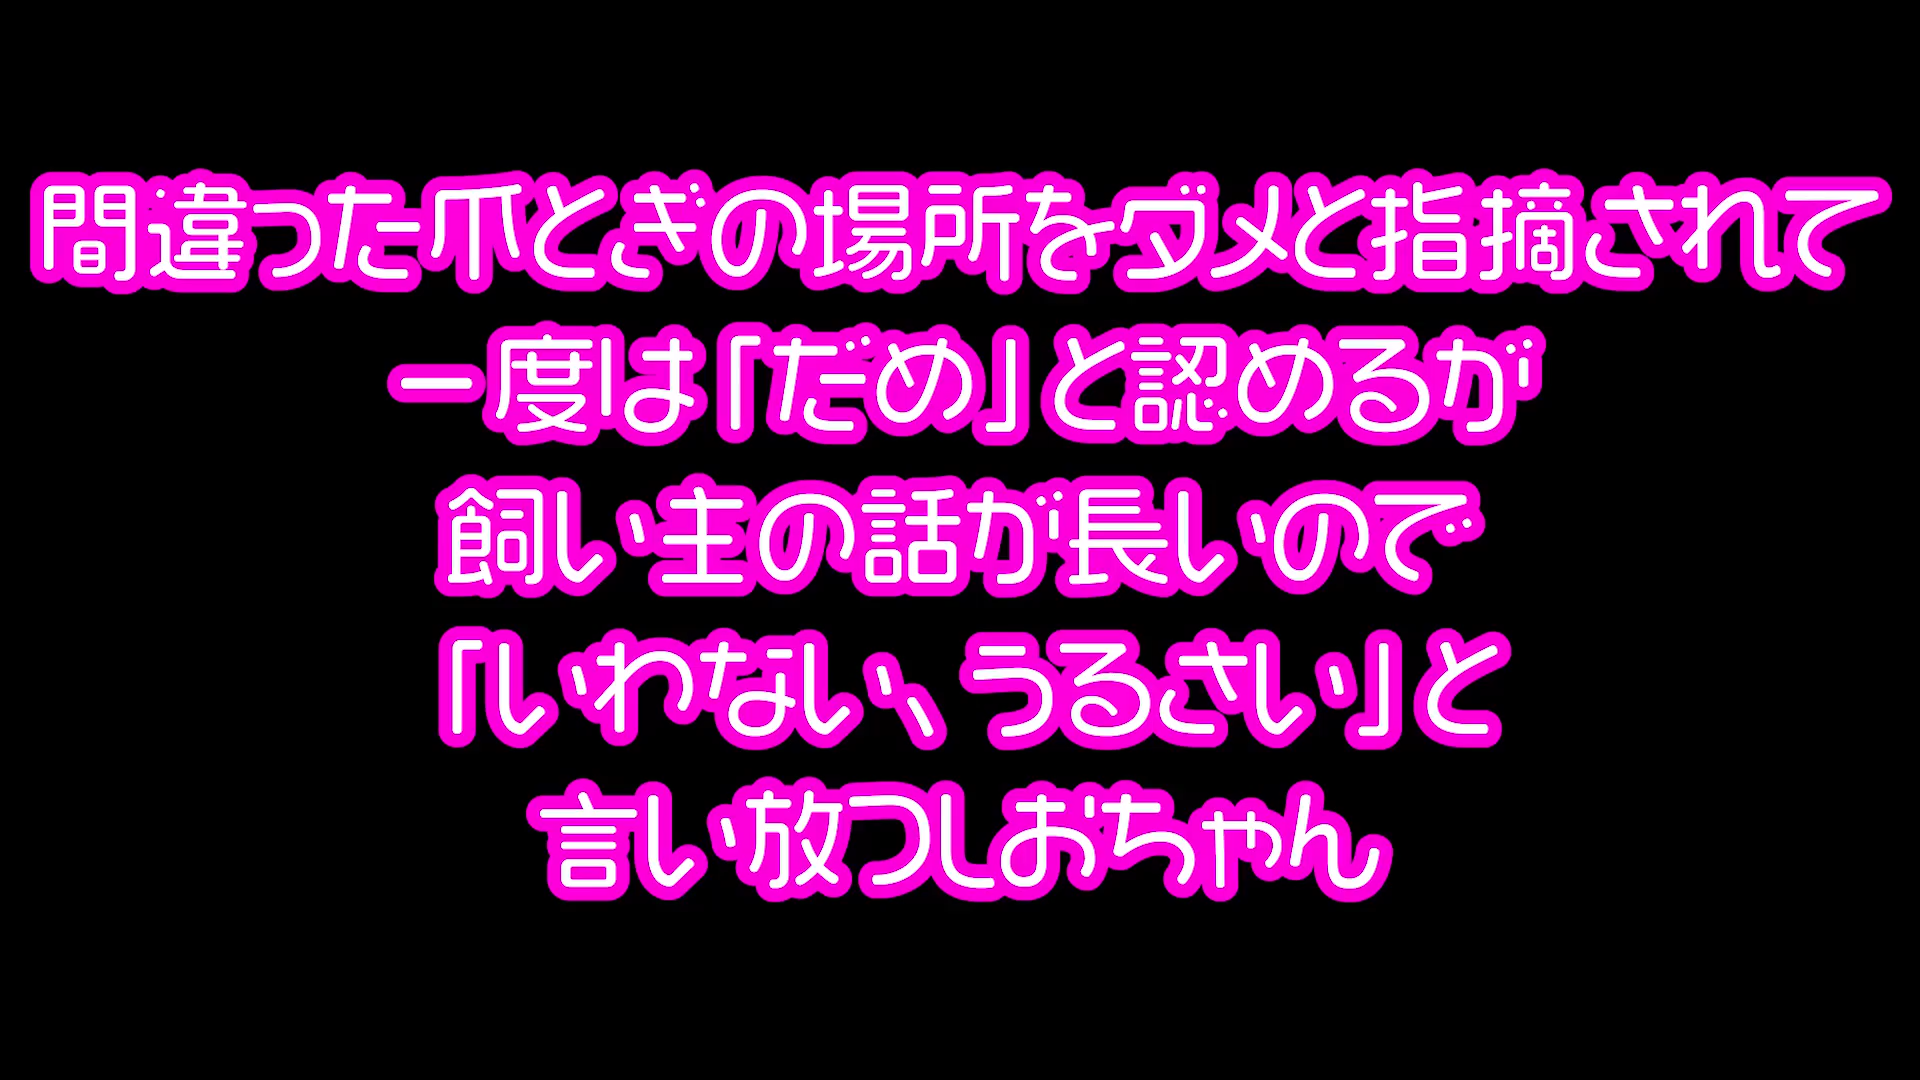 間違った爪とぎの場所をダメと指摘されて
一度は「だめ」と認めるが
飼い主の話が長いので
「いわない、うるさい」と
言い放つしおちゃん